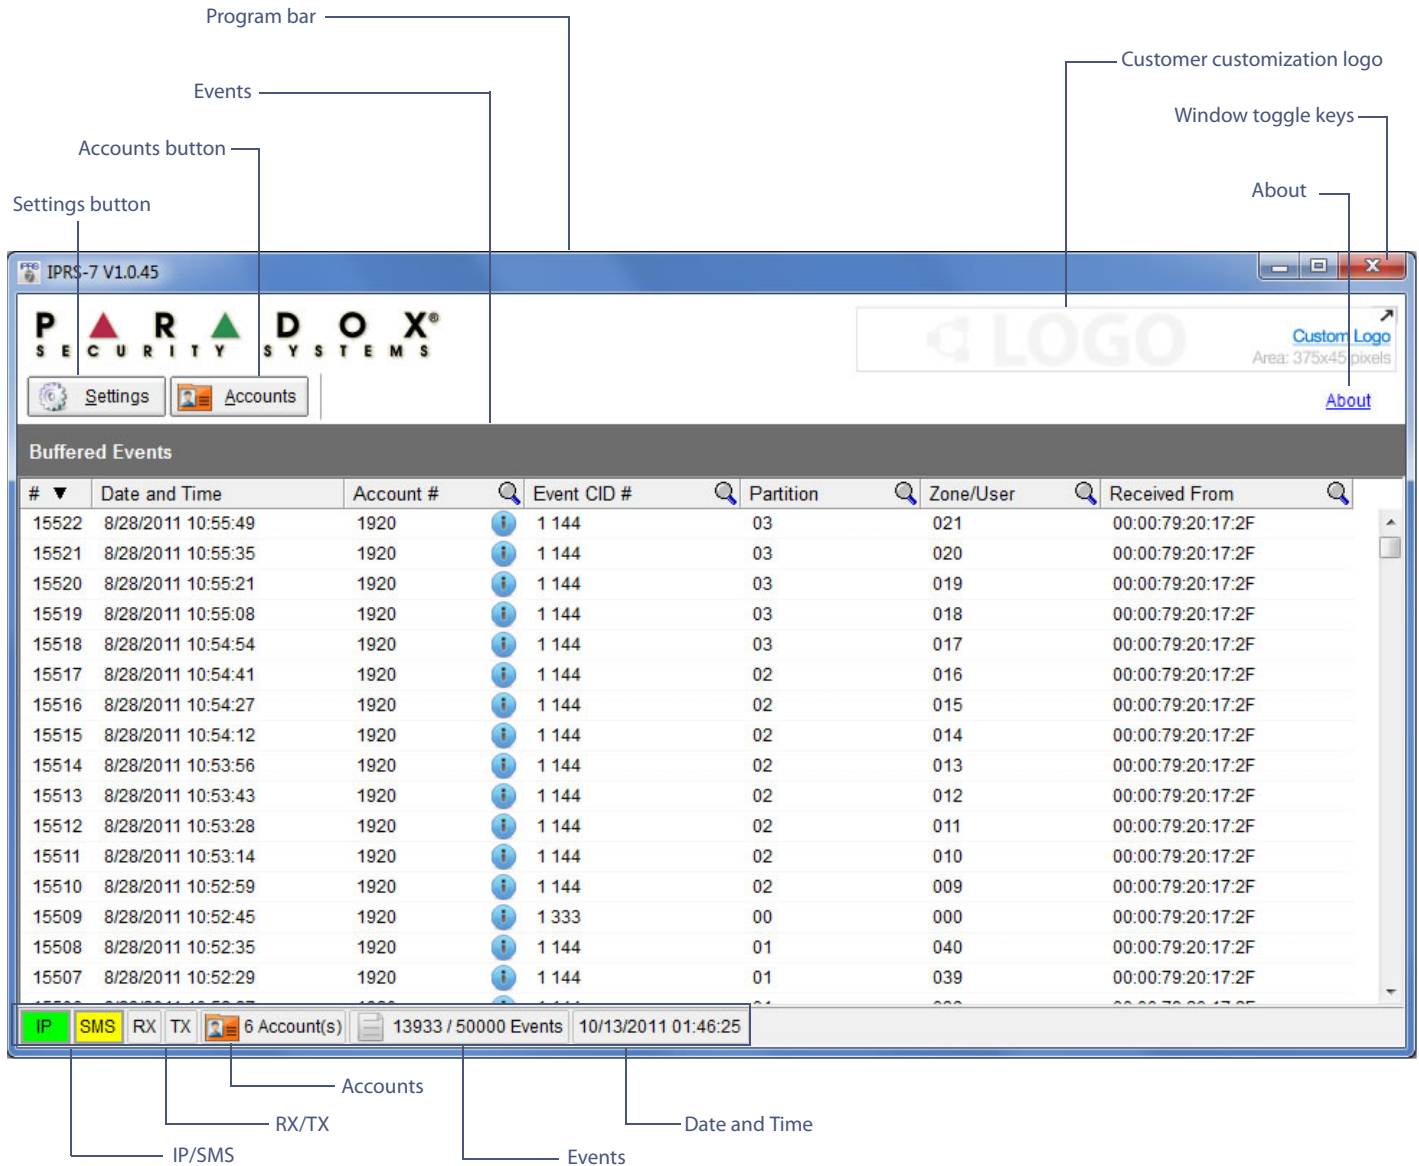 Program bar
Customer customization logo
Events
Window toggle keys
Accounts button
About
Settings button
IPRS-7 V1.0.45
PARADOX®
SECURITY SYSTEMS
LOGO
Custom Logo
Area: 375x45 pixels
Settings Accounts
About
Buffered Events
# ▼ Date and Time Account # Event CID # Partition Zone/User Received From
15522 8/28/2011 10:55:49 1920 1 144 03 021 00:00:79:20:17:2F
15521 8/28/2011 10:55:35 1920 1 144 03 020 00:00:79:20:17:2F
15520 8/28/2011 10:55:21 1920 1 144 03 019 00:00:79:20:17:2F
15519 8/28/2011 10:55:08 1920 1 144 03 018 00:00:79:20:17:2F
15518 8/28/2011 10:54:54 1920 1 144 03 017 00:00:79:20:17:2F
15517 8/28/2011 10:54:41 1920 1 144 02 016 00:00:79:20:17:2F
15516 8/28/2011 10:54:27 1920 1 144 02 015 00:00:79:20:17:2F
15515 8/28/2011 10:54:12 1920 1 144 02 014 00:00:79:20:17:2F
15514 8/28/2011 10:53:56 1920 1 144 02 013 00:00:79:20:17:2F
15513 8/28/2011 10:53:43 1920 1 144 02 012 00:00:79:20:17:2F
15512 8/28/2011 10:53:28 1920 1 144 02 011 00:00:79:20:17:2F
15511 8/28/2011 10:53:14 1920 1 144 02 010 00:00:79:20:17:2F
15510 8/28/2011 10:52:59 1920 1 144 02 009 00:00:79:20:17:2F
15509 8/28/2011 10:52:45 1920 1 333 00 000 00:00:79:20:17:2F
15508 8/28/2011 10:52:35 1920 1 144 01 040 00:00:79:20:17:2F
15507 8/28/2011 10:52:29 1920 1 144 01 039 00:00:79:20:17:2F
IP SMS RX TX 6 Account(s) 13933 / 50000 Events 10/13/2011 01:46:25
Accounts
RX/TX
Date and Time
IP/SMS
Events